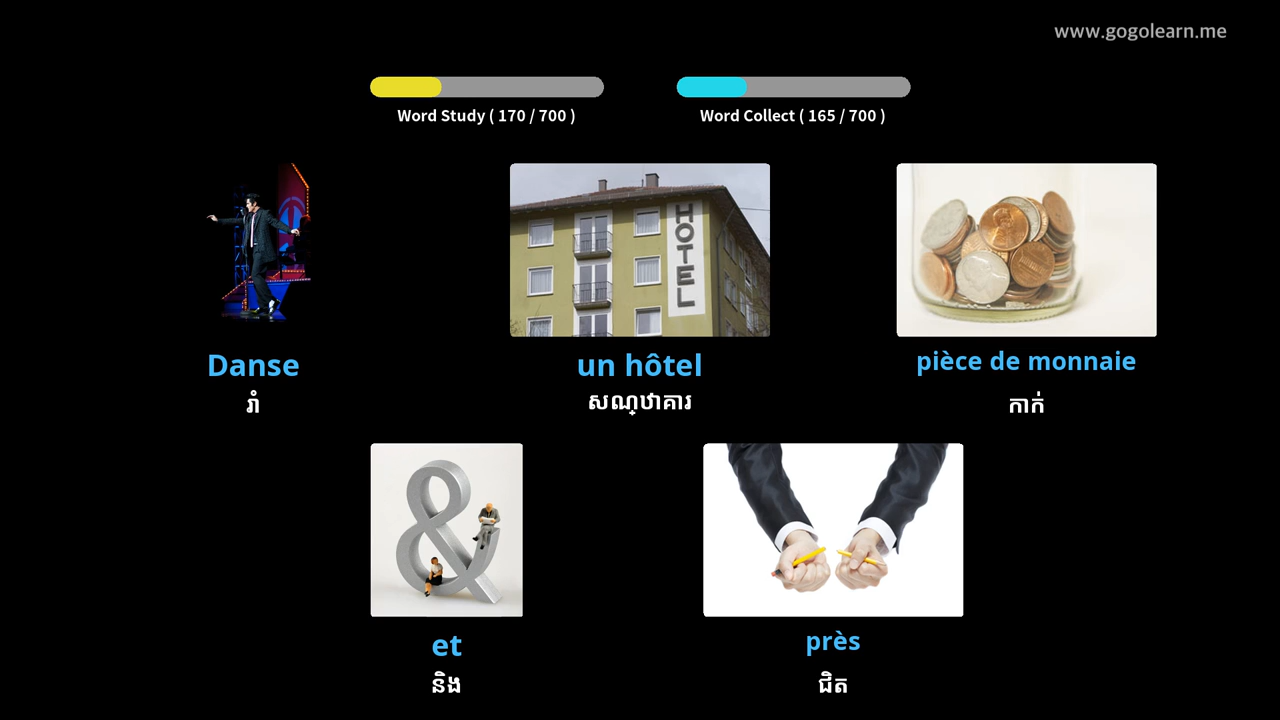 www.gogolearn.me
Word Study ( 170 / 700 )
Word Collect ( 165 / 700 )
HOTEL
Danse
រាំ
un hôtel
សណ្ឋាគារ
pièce de monnaie
កាក់
et
និង
près
ជិត